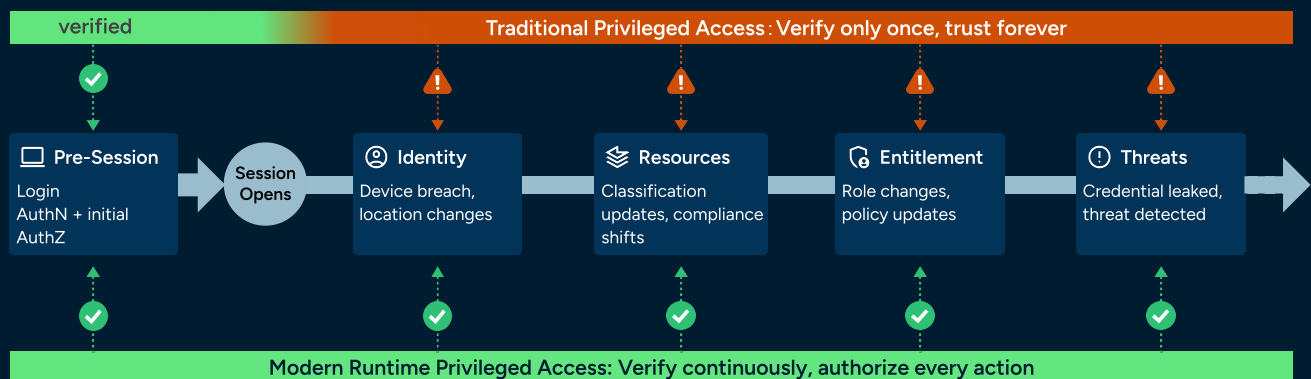 verified
Traditional Privileged Access: Verify only once, trust forever
Pre-Session
Login
AuthN + initial
AuthZ
Session
Opens
Identity
Device breach,
location changes
Resources
Classification
updates, compliance
shifts
Entitlement
Role changes,
policy updates
Threats
Credential leaked,
threat detected
Modern Runtime Privileged Access: Verify continuously, authorize every action